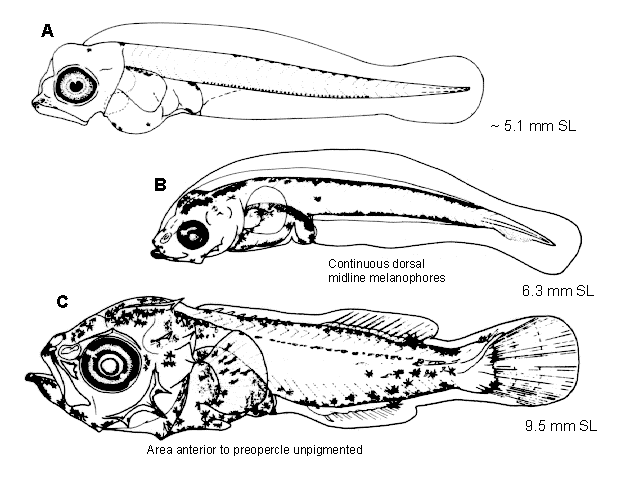 A
~ 5.1 mm SL
B
Continuous dorsal
midline melanophores
6.3 mm SL
C
9.5 mm SL
Area anterior to preopercle unpigmented